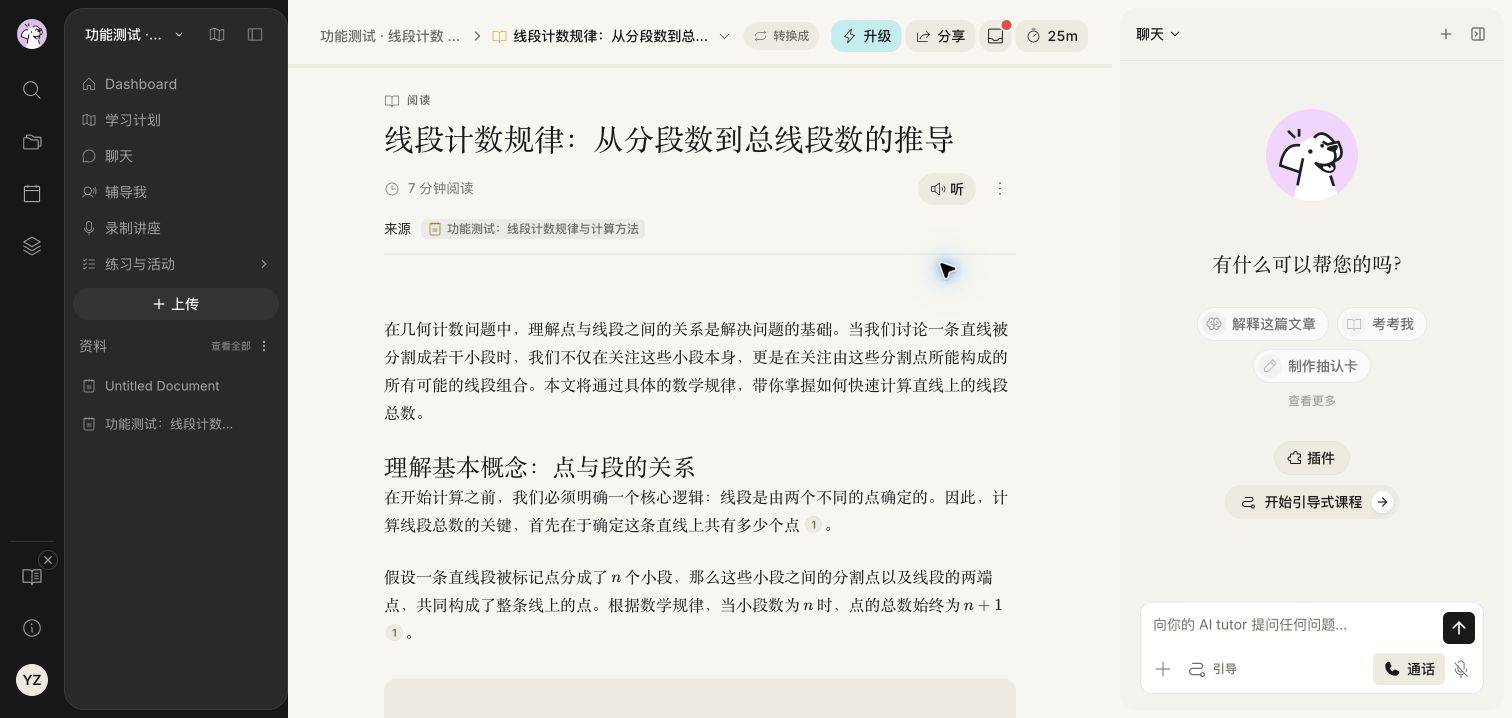 功能测试 ·...
Dashboard
学习计划
聊天
辅导我
录制讲座
练习与活动
+ 上传
资料
查看全部
Untitled Document
功能测试：线段计数...
YZ
功能测试 · 线段计数 ...
线段计数规律：从分段数到总...
转换成
升级
分享
25m
阅读
线段计数规律：从分段数到总线段数的推导
7 分钟阅读
听
来源
功能测试：线段计数规律与计算方法
在几何计数问题中，理解点与线段之间的关系是解决问题的基础。当我们讨论一条直线被
分割成若干小段时，我们不仅在关注这些小段本身，更是在关注由这些分割点所能构成的
所有可能的线段组合。本文将通过具体的数学规律，带你掌握如何快速计算直线上的线段
总数。
理解基本概念：点与段的关系
在开始计算之前，我们必须明确一个核心逻辑：线段是由两个不同的点确定的。因此，计
算线段总数的关键，首先在于确定这条直线上共有多少个点 1 。
假设一条直线段被标记点分成了 n 个小段，那么这些小段之间的分割点以及线段的两端
点，共同构成了整条线上的点。根据数学规律，当小段数为 n 时，点的总数始终为 n + 1
1 。
聊天
有什么可以帮您的吗?
解释这篇文章
考考我
制作抽认卡
查看更多
插件
开始引导式课程
向你的 AI tutor 提问任何问题...
引导
通话